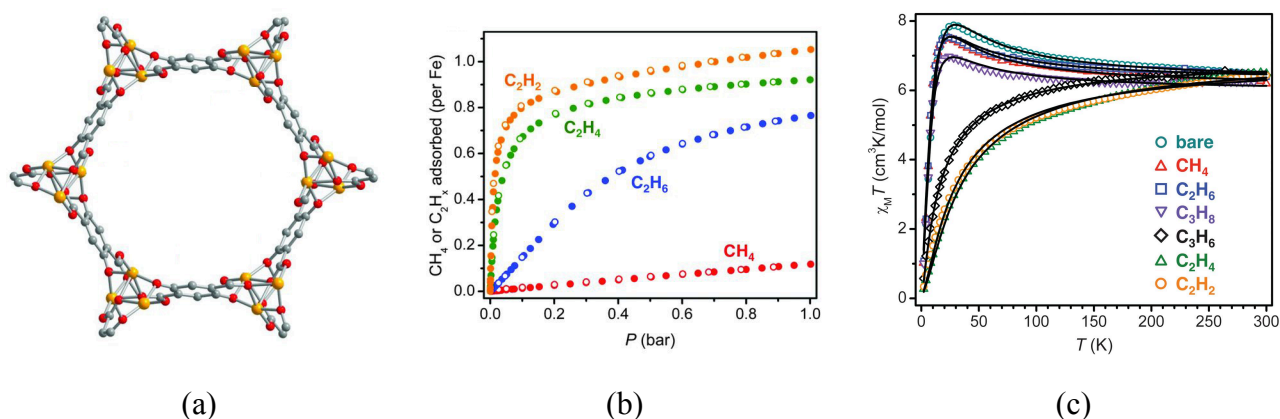 CH₄ or C₂Hₓ adsorbed (per Fe)
1.0
0.8
0.6
0.4
0.2
0.0
C₂H₂
C₂H₄
C₂H₆
CH₄
0.0 0.2 0.4 0.6 0.8 1.0
P (bar)
χ_M T (cm³K/mol)
8
6
4
2
0
bare
CH₄
C₂H₆
C₃H₈
C₃H₆
C₂H₄
C₂H₂
0 50 100 150 200 250 300
T (K)
(a) (b) (c)